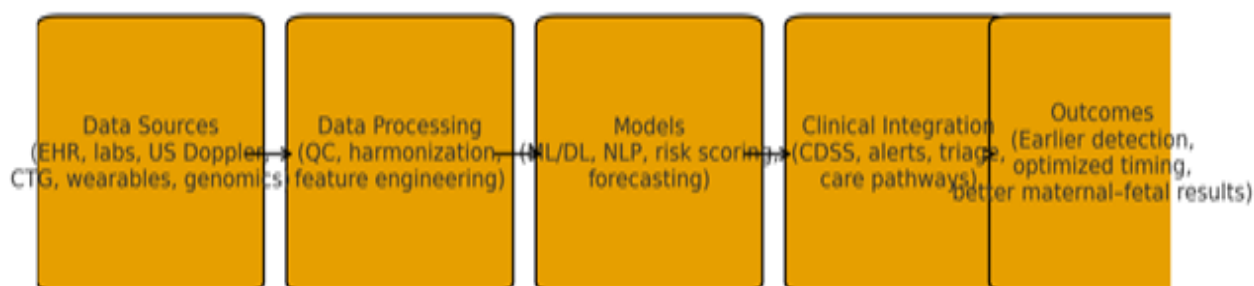 Data Sources
(EHR, labs, US Doppler,
CTG, wearables, genomics
Data Processing
(QC, harmonization,
feature engineering)
Models
(ML/DL, NLP, risk scoring,
forecasting)
Clinical Integration
(CDSS, alerts, triage,
care pathways)
Outcomes
(Earlier detection,
optimized timing,
better maternal–fetal results)